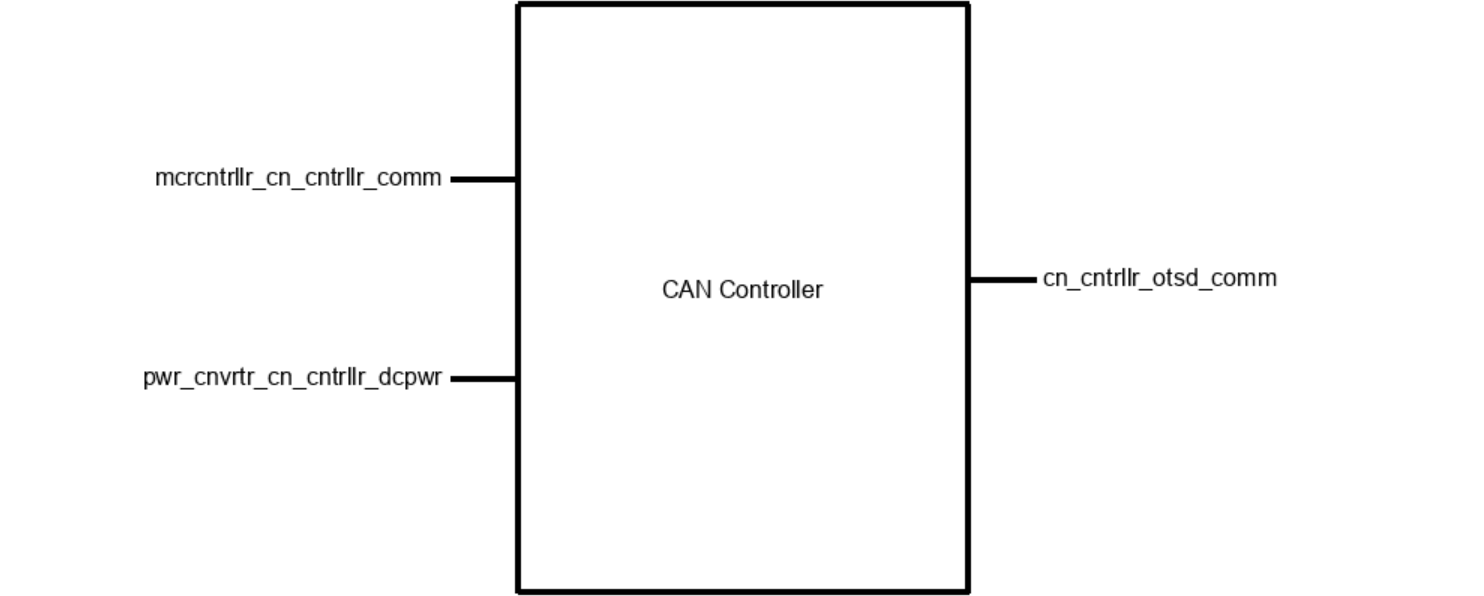 mcrcntrllr_cn_cntrllr_comm
cn_cntrllr_otsd_comm
CAN Controller
pwr_cnvrtr_cn_cntrllr_dcpwr